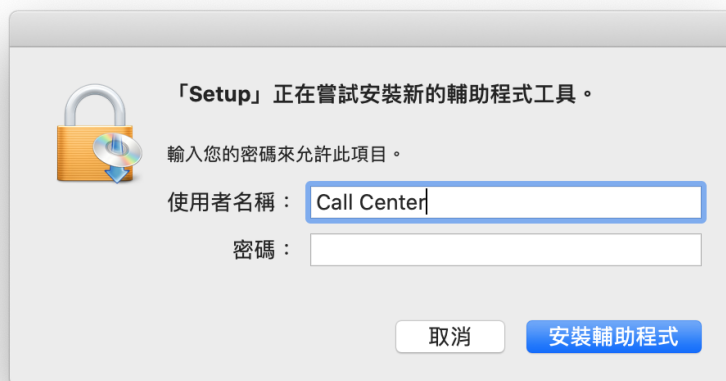 「Setup」正在嘗試安裝新的輔助程式工具。
輸入您的密碼來允許此項目。
使用者名稱： Call Center
密碼：
取消 安裝輔助程式